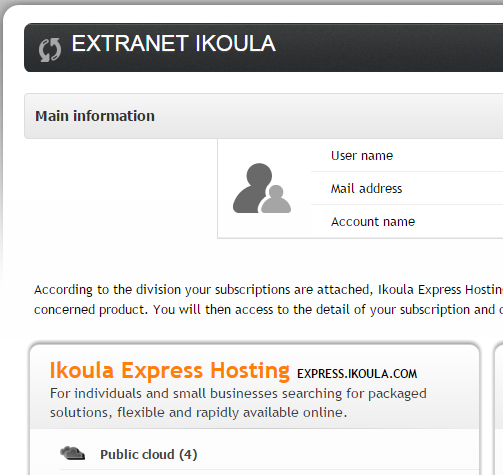 EXTRANET IKOULA
Main information
User name
Mail address
Account name
According to the division your subscriptions are attached, Ikoula Express Hostin
concerned product. You will then access to the detail of your subscription and
Ikoula Express Hosting EXPRESS.IKOULA.COM
For individuals and small businesses searching for packaged
solutions, flexible and rapidly available online.
Public cloud (4)